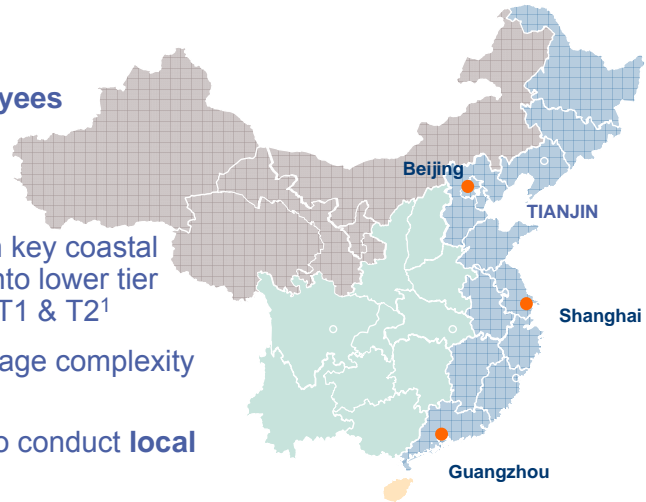 yees
Beijing
TIANJIN
key coastal
nto lower tier
T1 & T2¹
Shanghai
age complexity
o conduct local
Guangzhou